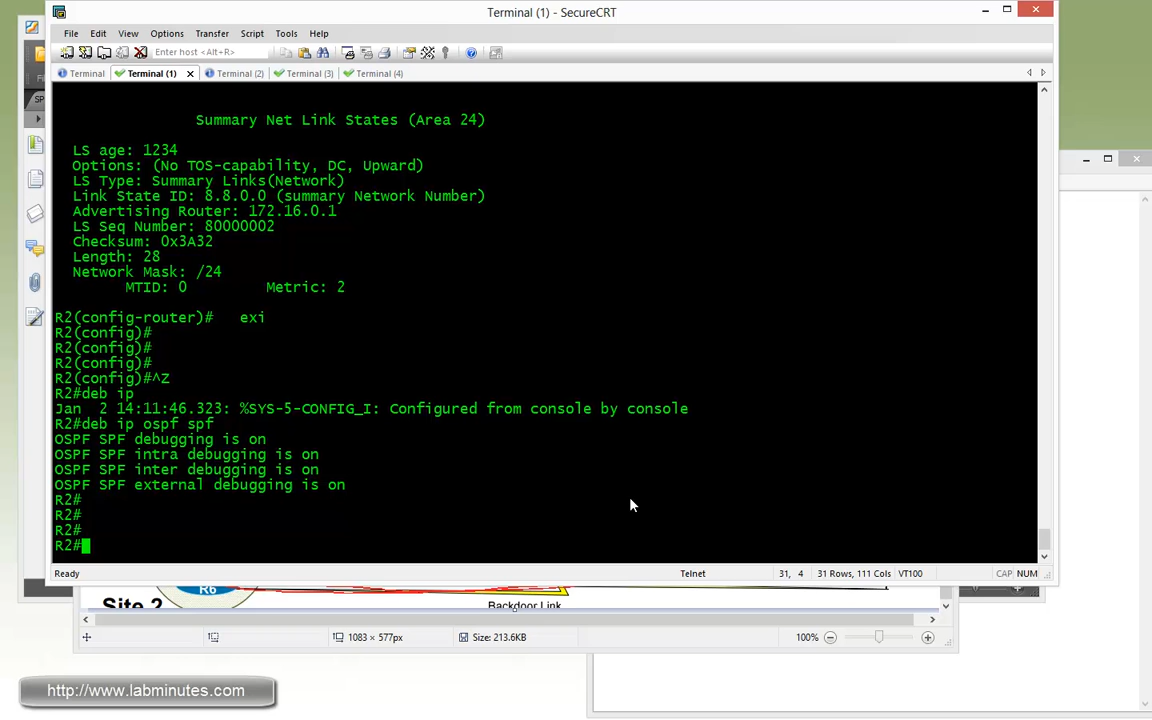 Terminal (1) - SecureCRT
File Edit View Options Transfer Script Tools Help
Enter host <Alt+R>
Terminal Terminal (1) Terminal (2) Terminal (3) Terminal (4)
Summary Net Link States (Area 24)
LS age: 1234
Options: (No TOS-capability, DC, Upward)
LS Type: Summary Links(Network)
Link State ID: 8.8.0.0 (summary Network Number)
Advertising Router: 172.16.0.1
LS Seq Number: 80000002
Checksum: 0x3A32
Length: 28
Network Mask: /24
MTID: 0 Metric: 2
R2(config-router)# exi
R2(config)#
R2(config)#
R2(config)#
R2(config)#^Z
R2#deb ip
Jan 2 14:11:46.323: %SYS-5-CONFIG_I: Configured from console by console
R2#deb ip ospf spf
OSPF SPF debugging is on
OSPF SPF intra debugging is on
OSPF SPF inter debugging is on
OSPF SPF external debugging is on
R2#
R2#
R2#
R2#
Ready Telnet 31, 4 31 Rows, 111 Cols VT100 CAP NUM
R6
Site 2
Backdoor Link
1083 × 577px Size: 213.6KB 100%
http://www.labminutes.com